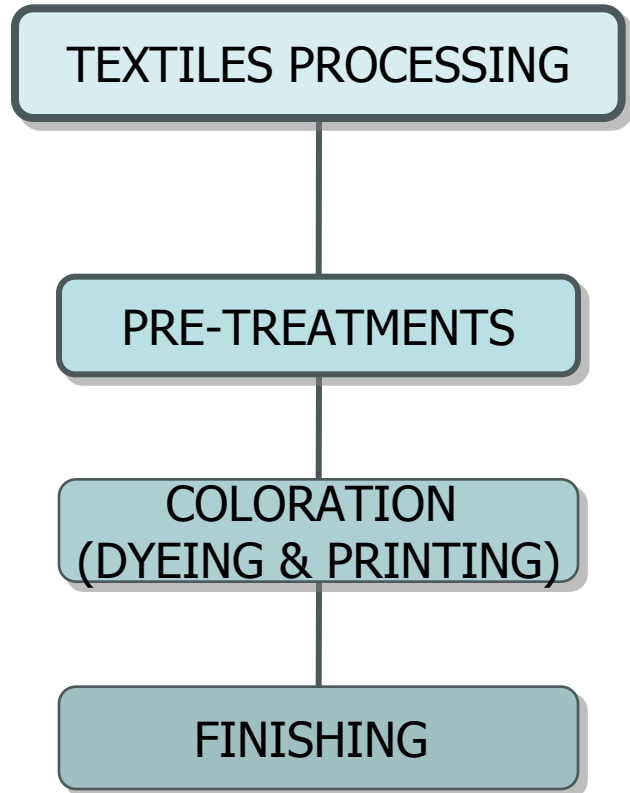 TEXTILES PROCESSING
PRE-TREATMENTS
COLORATION
(DYEING & PRINTING)
FINISHING